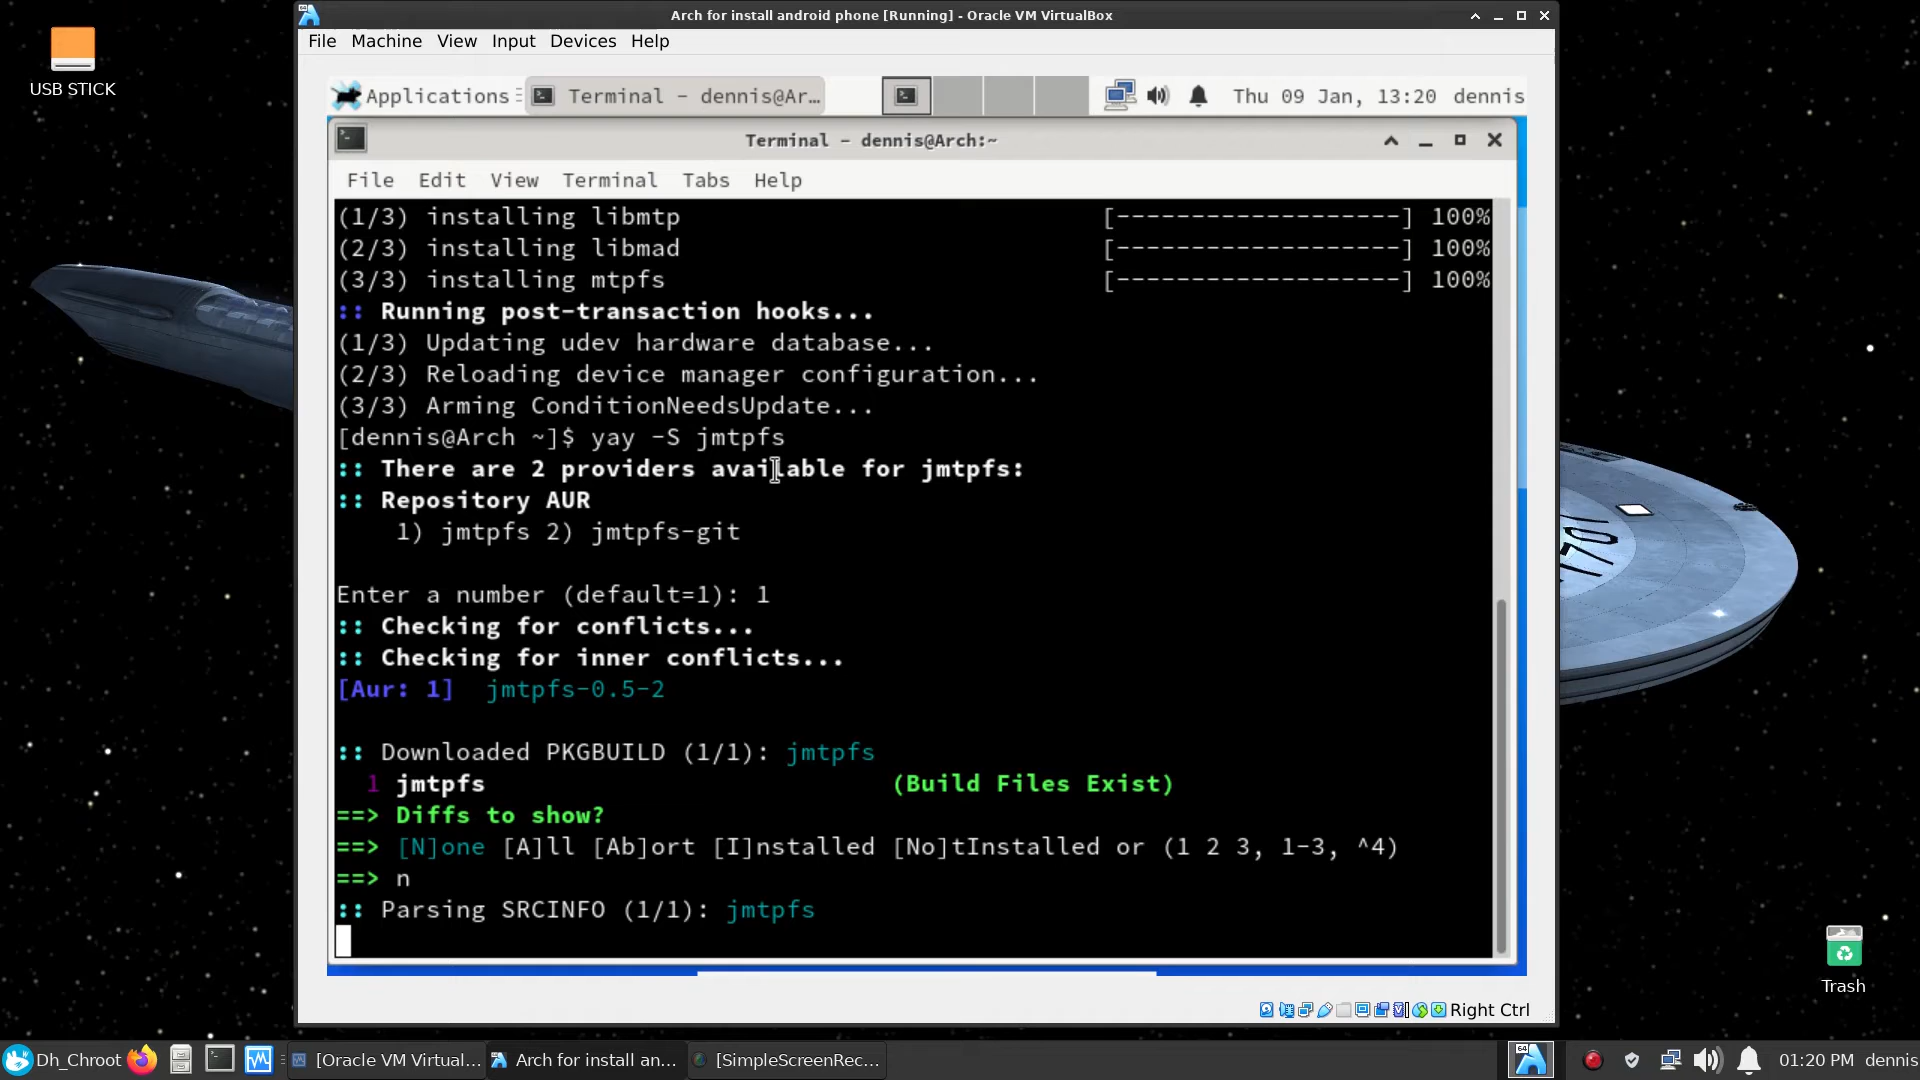 USB STICK
Arch for install android phone [Running] - Oracle VM VirtualBox
File Machine View Input Devices Help
Applications Terminal - dennis@Ar... Thu 09 Jan, 13:20 dennis
Terminal - dennis@Arch:~
File Edit View Terminal Tabs Help
(1/3) installing libmtp [-------------------] 100%
(2/3) installing libmad [-------------------] 100%
(3/3) installing mtpfs [-------------------] 100%
:: Running post-transaction hooks...
(1/3) Updating udev hardware database...
(2/3) Reloading device manager configuration...
(3/3) Arming ConditionNeedsUpdate...
[dennis@Arch ~]$ yay -S jmtpfs
:: There are 2 providers available for jmtpfs:
:: Repository AUR
1) jmtpfs 2) jmtpfs-git
Enter a number (default=1): 1
:: Checking for conflicts...
:: Checking for inner conflicts...
[Aur: 1] jmtpfs-0.5-2
:: Downloaded PKGBUILD (1/1): jmtpfs
1 jmtpfs (Build Files Exist)
==> Diffs to show?
==> [N]one [A]ll [Ab]ort [I]nstalled [No]tInstalled or (1 2 3, 1-3, ^4)
==> n
:: Parsing SRCINFO (1/1): jmtpfs
Trash
Right Ctrl
Dh_Chroot [Oracle VM Virtual... Arch for install an... [SimpleScreenRec... 64 01:20 PM dennis